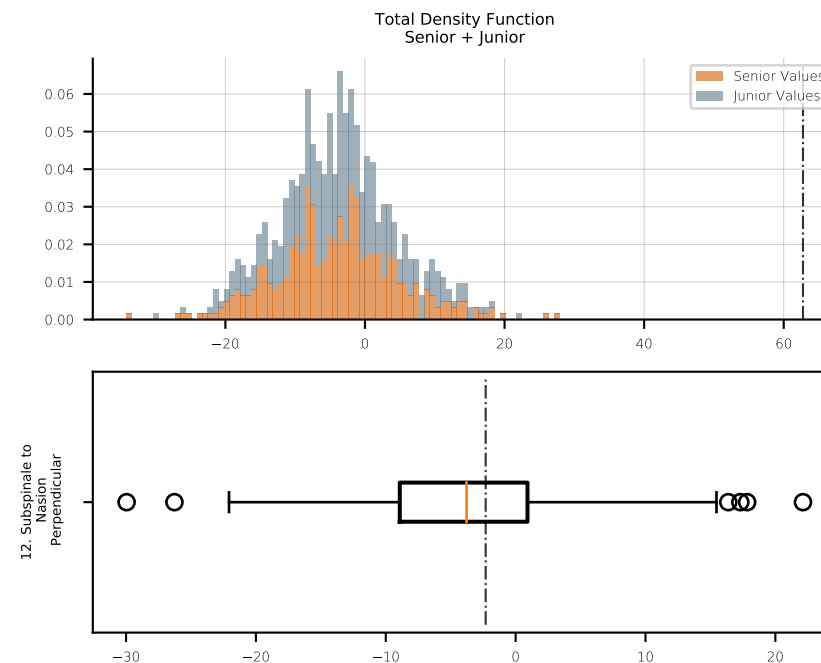 Total Density Function
Senior + Junior
Senior Values
Junior Values
0.06
0.05
0.04
0.03
0.02
0.01
0.00
−20
0
20
40
60
12. Subspinale to
Nasion
Perpendicular
−30
−20
−10
0
10
20